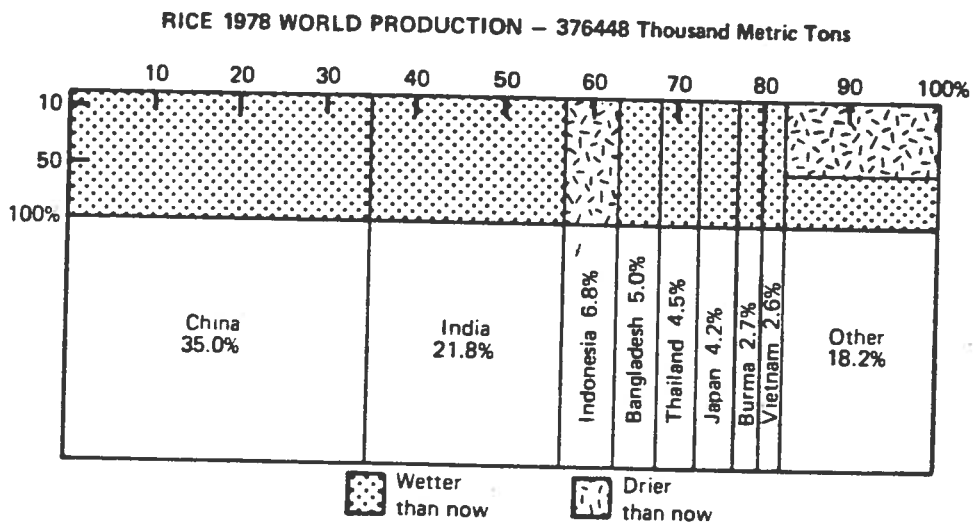 RICE 1978 WORLD PRODUCTION – 376448 Thousand Metric Tons
10 20 30 40 50 60 70 80 90 100%
10
50
100%
China
35.0%
India
21.8%
Indonesia 6.8%
Bangladesh 5.0%
Thailand 4.5%
Japan 4.2%
Burma 2.7%
Vietnam 2.6%
Other
18.2%
Wetter
than now
Drier
than now